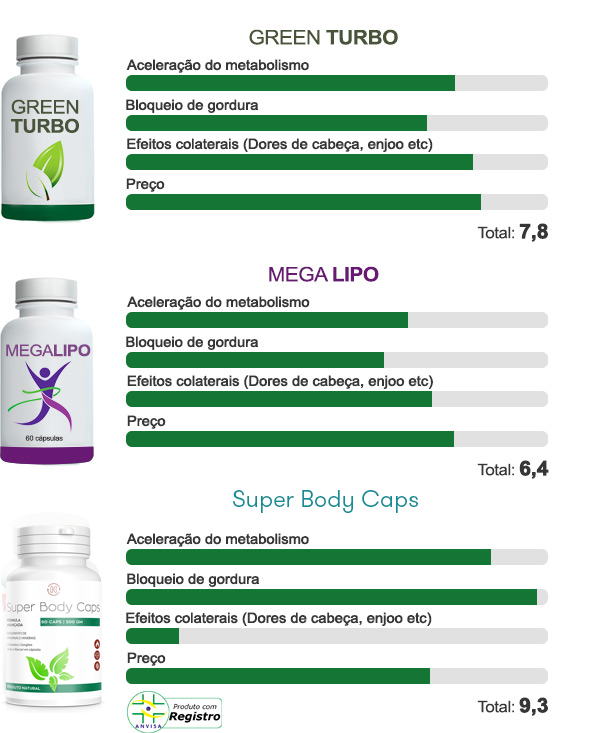 GREEN TURBO
Aceleração do metabolismo
Bloqueio de gordura
Efeitos colaterais (Dores de cabeça, enjoo etc)
Preço
Total: 7,8
GREEN
TURBO
MEGA LIPO
Aceleração do metabolismo
Bloqueio de gordura
Efeitos colaterais (Dores de cabeça, enjoo etc)
Preço
Total: 6,4
MEGALIPO
60 cápsulas
Super Body Caps
Aceleração do metabolismo
Bloqueio de gordura
Efeitos colaterais (Dores de cabeça, enjoo etc)
Preço
Total: 9,3
Super Body Caps
FÓRMULA
AVANÇADA
60 CAPS | 500
PRODUTO NATURAL
ANVISA
Produto com
Registro